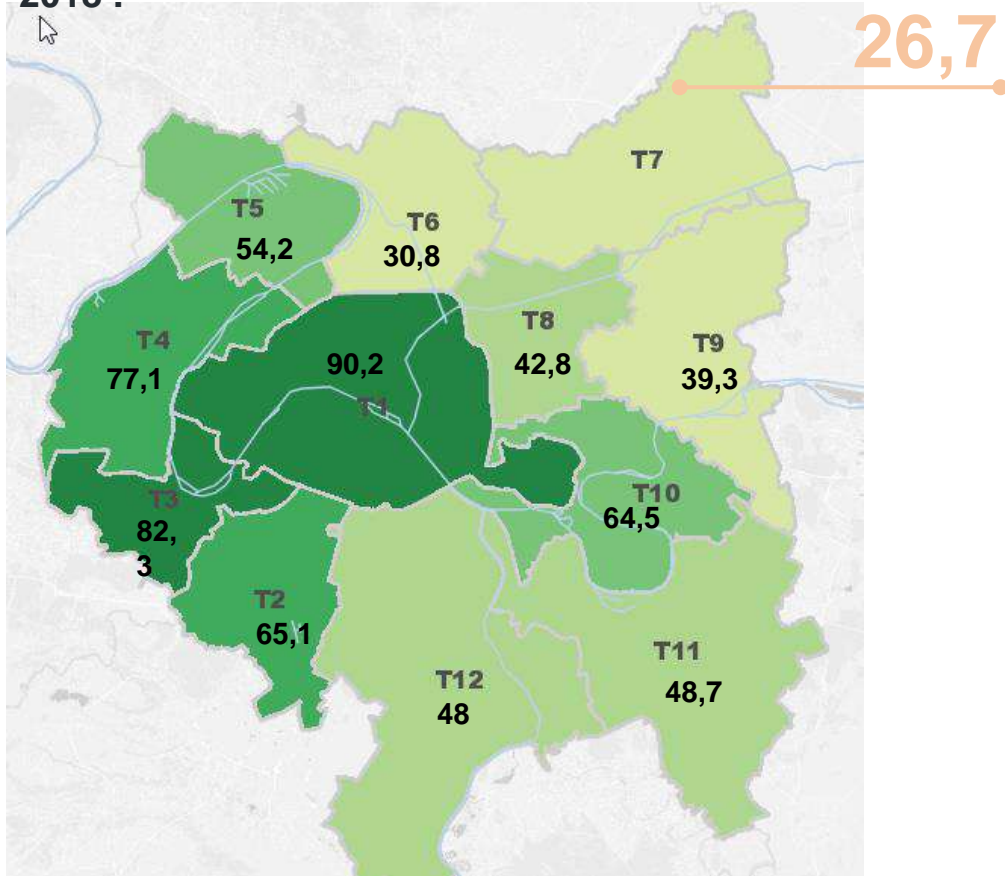 2018 :
26,7
T7
T5
54,2
T6
30,8
T8
42,8
T4
77,1
90,2
T1
T9
39,3
T3
82,
3
T10
64,5
T2
65,1
T11
48,7
T12
48